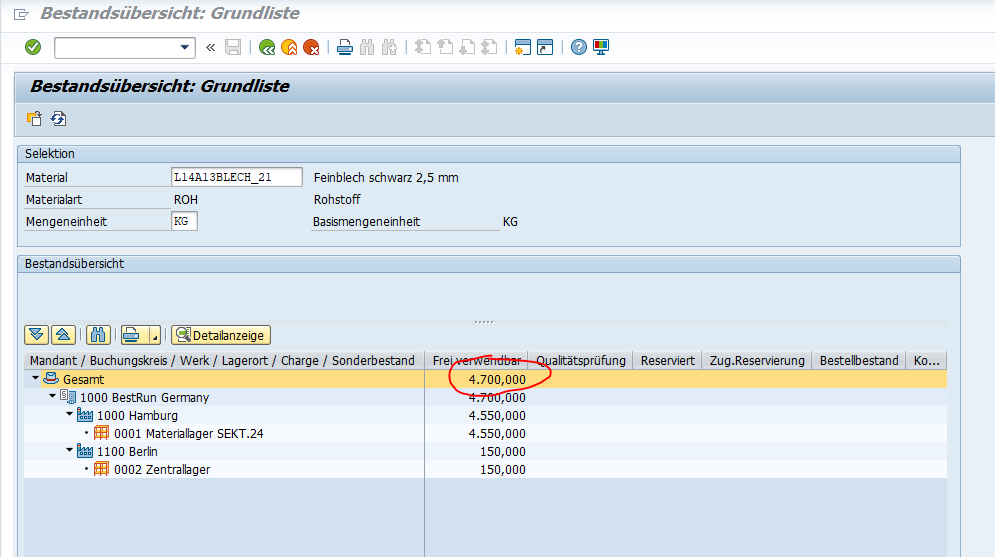 Bestandsübersicht: Grundliste
Bestandsübersicht: Grundliste
Selektion
Material L14A13BLECH_21 Feinblech schwarz 2,5 mm
Materialart ROH Rohstoff
Mengeneinheit KG Basismengeneinheit KG
Bestandsübersicht
Detailanzeige
Mandant / Buchungskreis / Werk / Lagerort / Charge / Sonderbestand Frei verwendbar Qualitätsprüfung Reserviert Zug.Reservierung Bestellbestand Ko...
Gesamt 4.700,000
1000 BestRun Germany 4.700,000
1000 Hamburg 4.550,000
0001 Materiallager SEKT.24 4.550,000
1100 Berlin 150,000
0002 Zentrallager 150,000